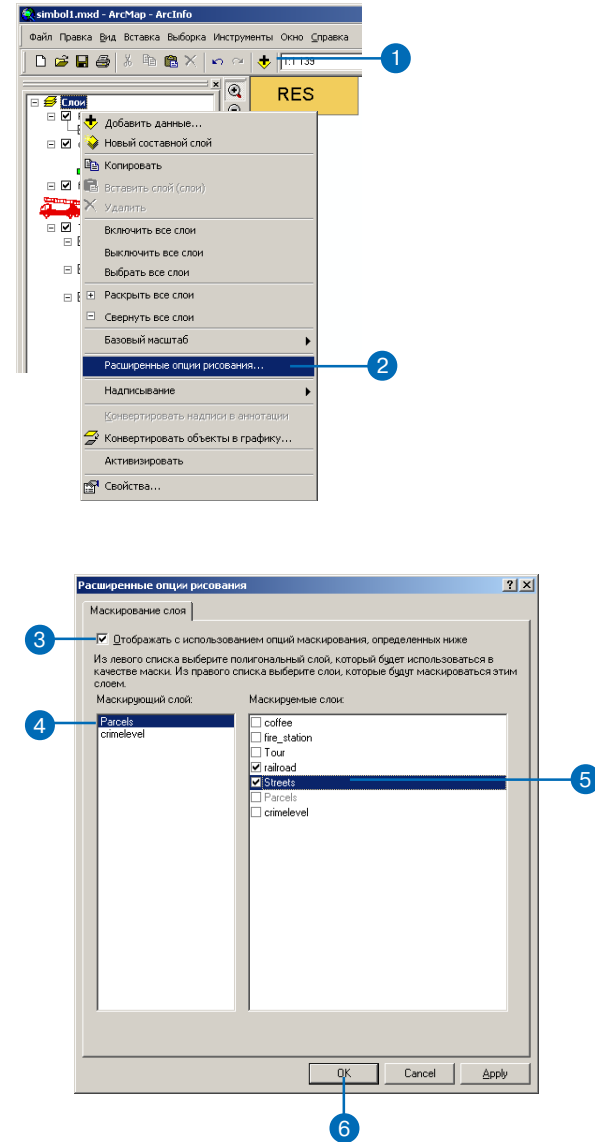 simbol1.mxd - ArcMap - ArcInfo
Файл Правка Вид Вставка Выборка Инструменты Окно Справка
1
RES
Слои
Добавить данные...
Новый составной слой
Копировать
Вставить слой (слои)
Удалить
Включить все слои
Выключить все слои
Выбрать все слои
Раскрыть все слои
Свернуть все слои
Базовый масштаб
Расширенные опции рисования...
2
Надписывание
Конвертировать надписи в аннотации
Конвертировать объекты в графику...
Активизировать
Свойства...
Расширенные опции рисования
Маскирование слоя
3
Отображать с использованием опций маскирования, определенных ниже
Из левого списка выберите полигональный слой, который будет использоваться в
качестве маски. Из правого списка выберите слои, которые будут маскироваться этим
слоем.
Маскирующий слой: Маскируемые слои:
4
Parcels
crimelevel
coffee
fire_station
Tour
railroad
Streets
5
Parcels
crimelevel
OK Cancel Apply
6